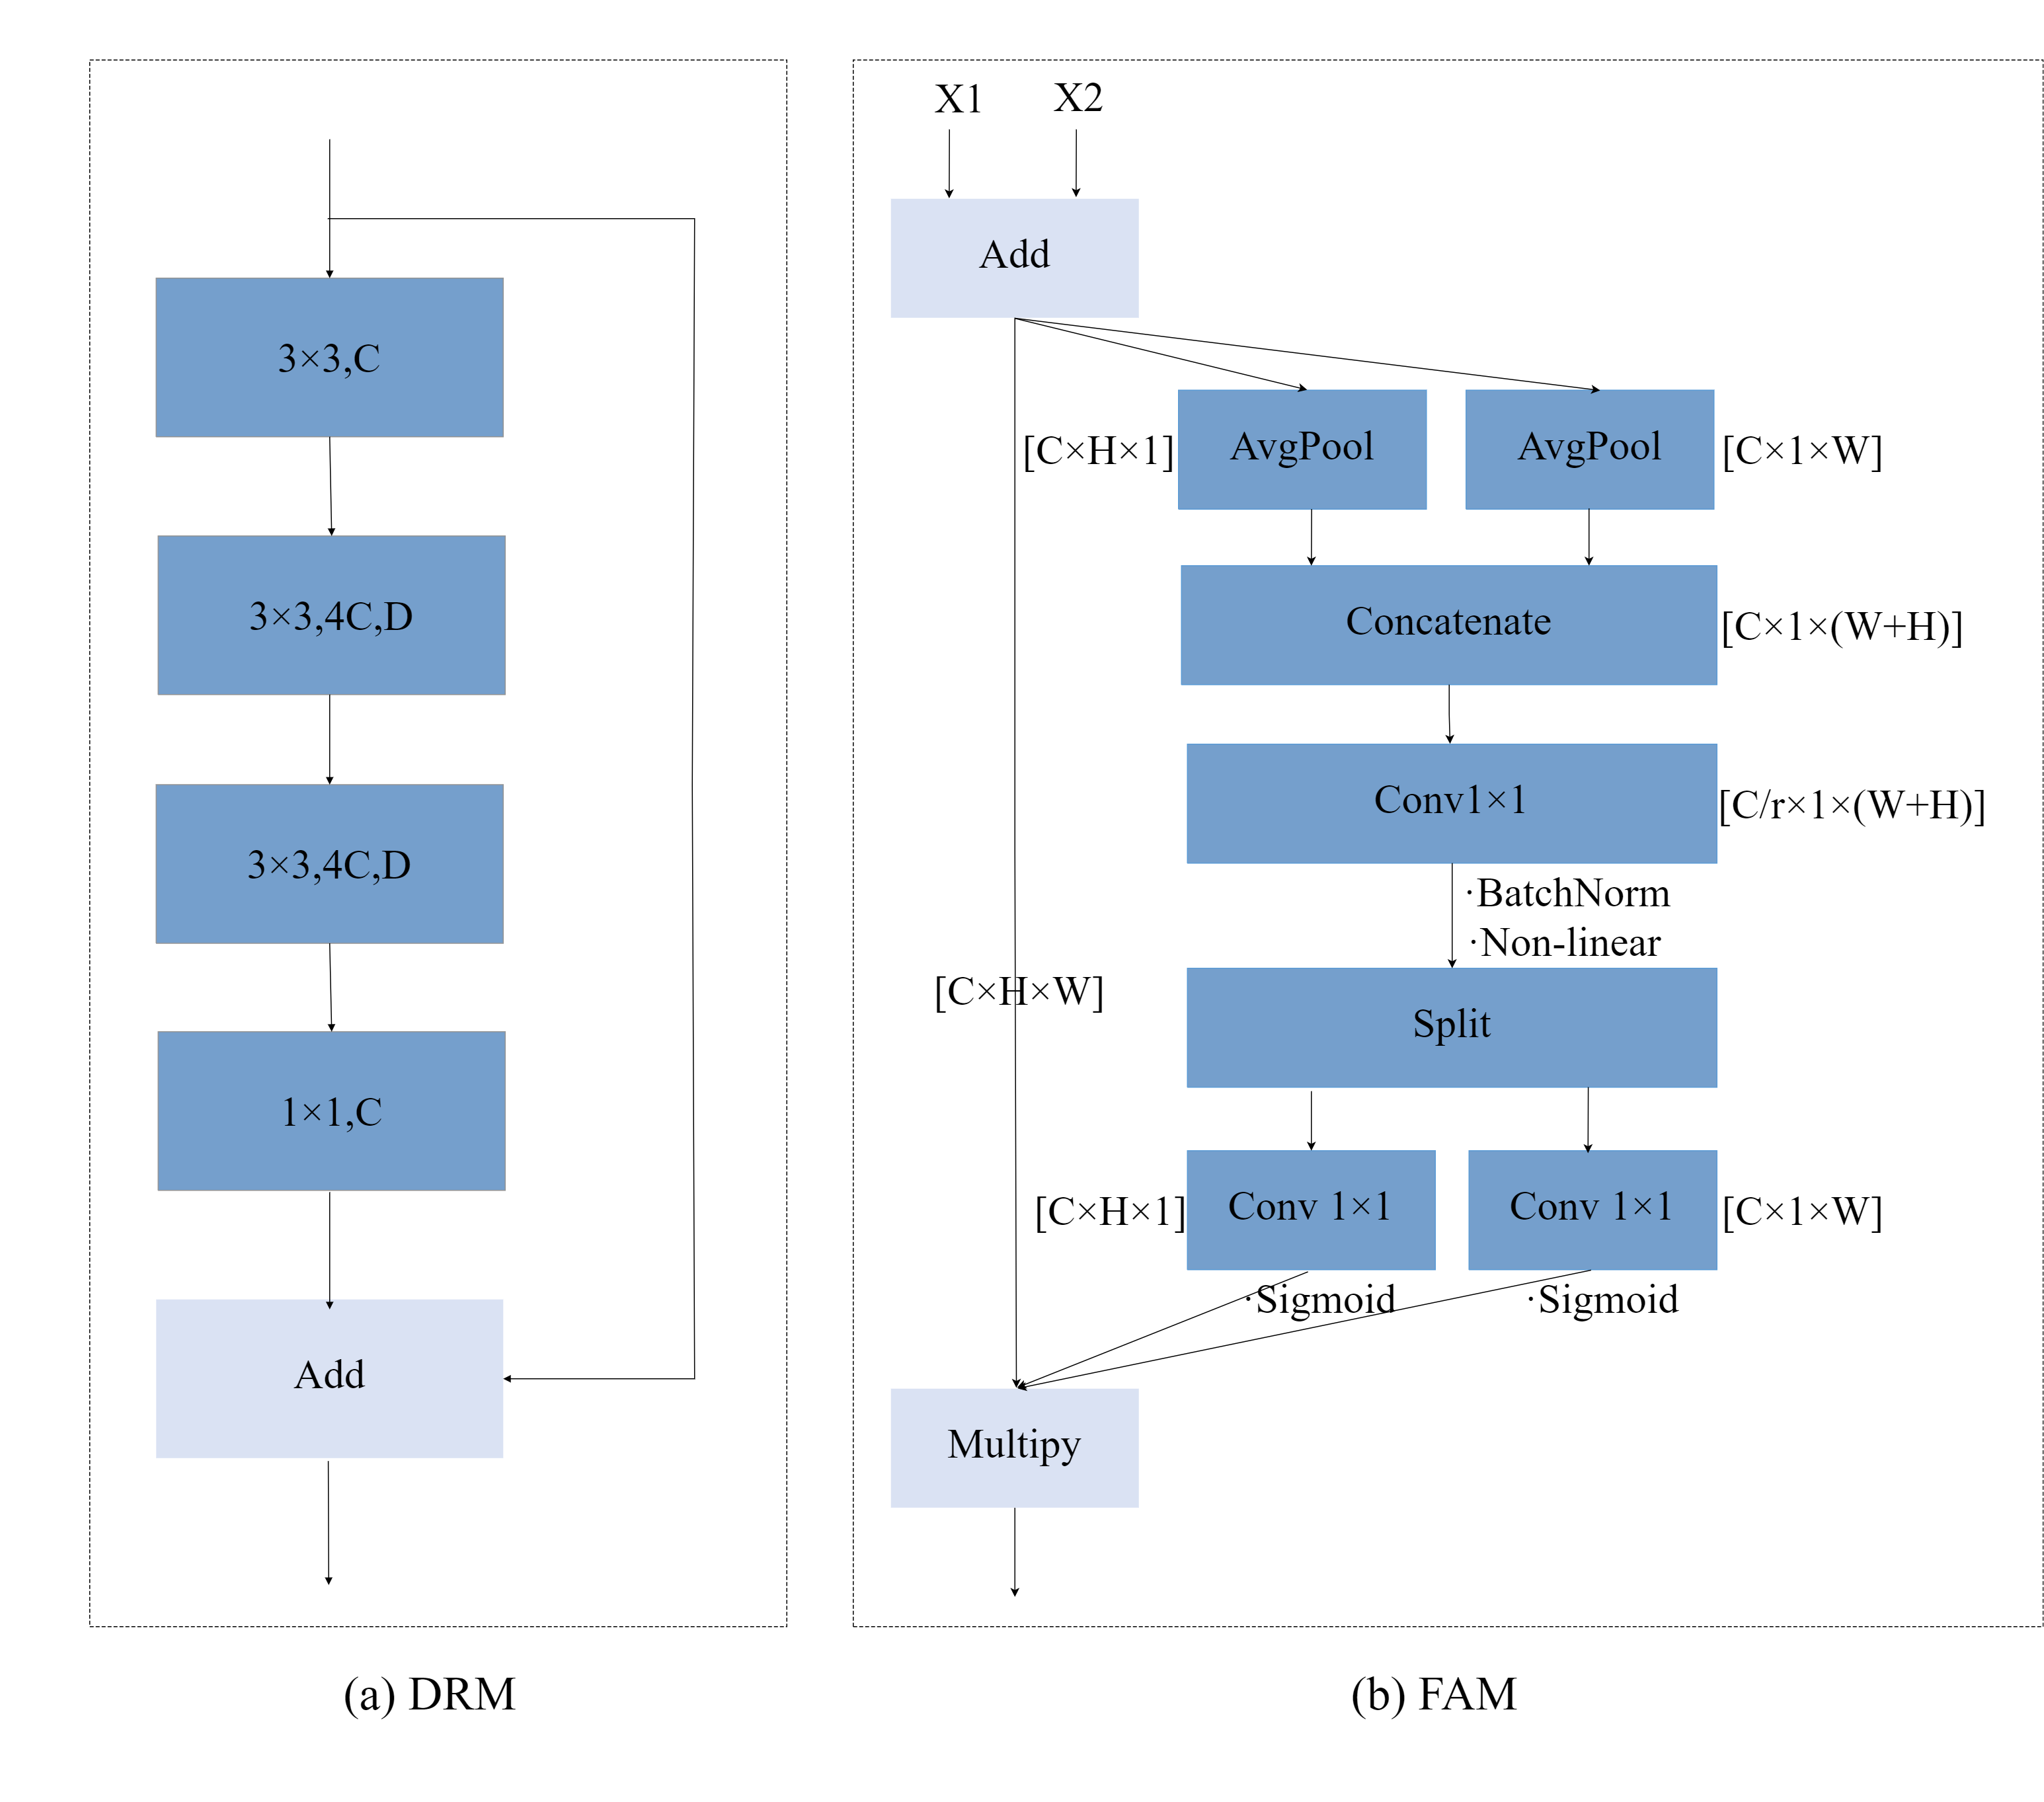 3×3,C
3×3,4C,D
3×3,4C,D
1×1,C
Add
(a) DRM
X1 X2
Add
[C×H×1] AvgPool AvgPool [C×1×W]
Concatenate [C×1×(W+H)]
Conv1×1 [C/r×1×(W+H)]
·BatchNorm
·Non-linear
[C×H×W]
Split
[C×H×1] Conv 1×1 Conv 1×1 [C×1×W]
·Sigmoid ·Sigmoid
Multipy
(b) FAM